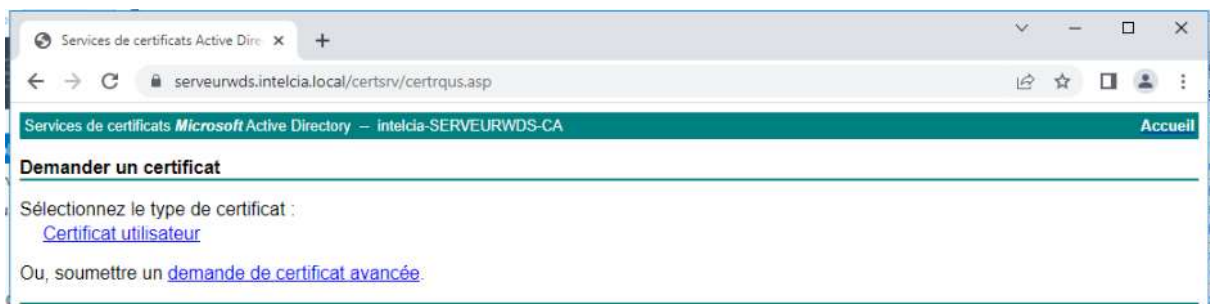 Services de certificats Active Dire
serveurwds.intelcia.local/certsrv/certrqus.asp
Services de certificats Microsoft Active Directory -- intelcia-SERVEURWDS-CA Accueil
Demander un certificat
Sélectionnez le type de certificat :
Certificat utilisateur
Ou, soumettre un demande de certificat avancée.